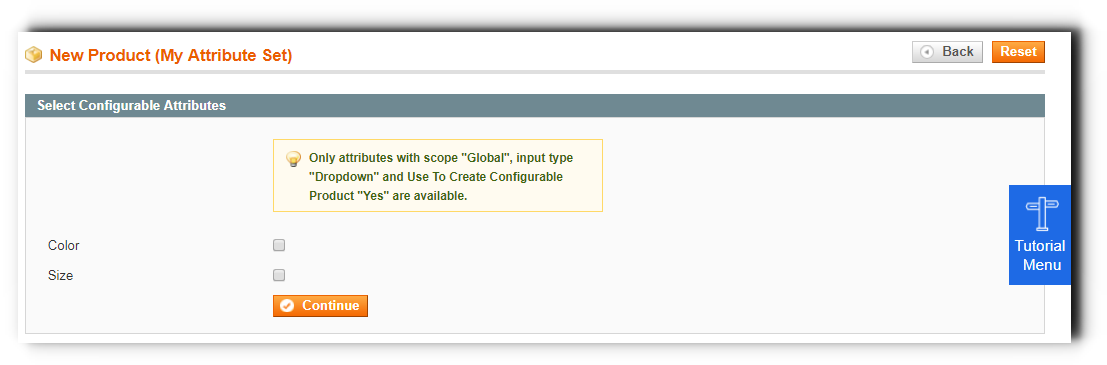 New Product (My Attribute Set)
Back
Reset
Select Configurable Attributes
Only attributes with scope "Global", input type
"Dropdown" and Use To Create Configurable
Product "Yes" are available.
Color
Size
Continue
Tutorial
Menu